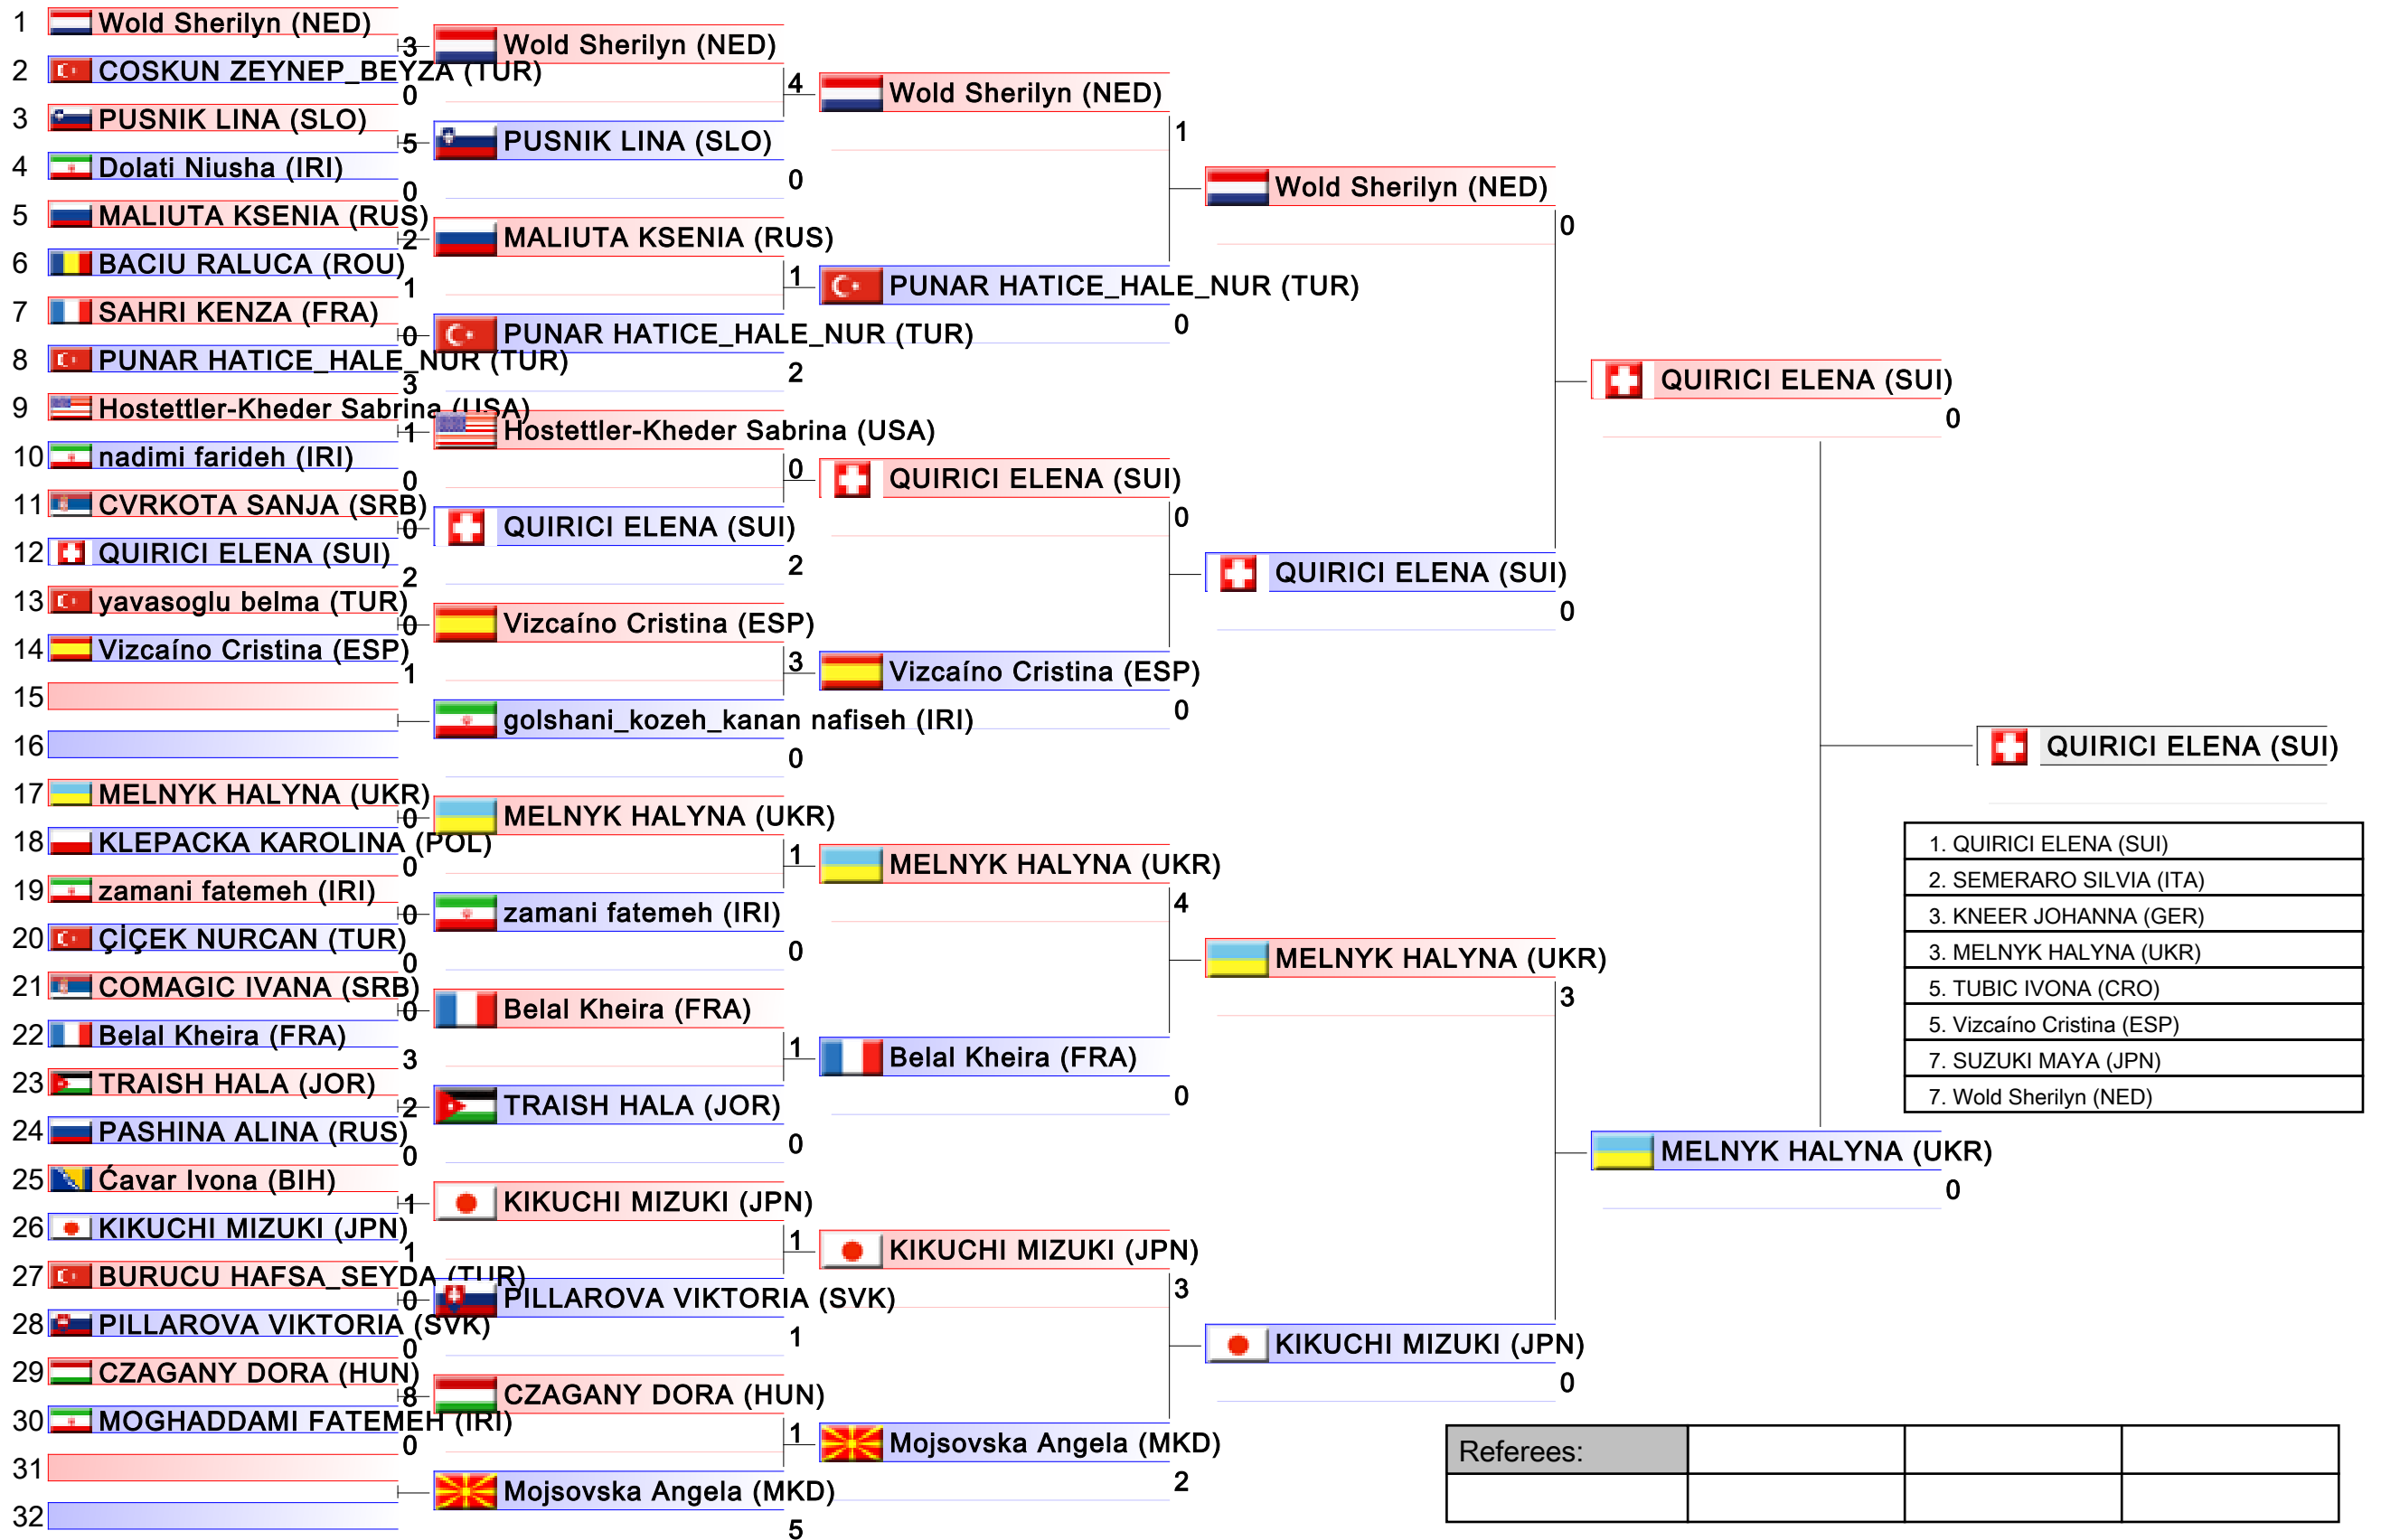 1 Wold Sherilyn (NED)
3
2 COSKUN ZEYNEP_BEYZA (TUR)
0
3 PUSNIK LINA (SLO)
5
4 Dolati Niusha (IRI)
0
5 MALIUTA KSENIA (RUS)
2
6 BACIU RALUCA (ROU)
1
7 SAHRI KENZA (FRA)
0
8 PUNAR HATICE_HALE_NUR (TUR)
3
9 Hostettler-Kheder Sabrina (USA)
1
10 nadimi farideh (IRI)
0
11 CVRKOTA SANJA (SRB)
0
12 QUIRICI ELENA (SUI)
2
13 yavasoglu belma (TUR)
0
14 Vizcaíno Cristina (ESP)
1
15
16
17 MELNYK HALYNA (UKR)
0
18 KLEPACKA KAROLINA (POL)
0
19 zamani fatemeh (IRI)
0
20 ÇİÇEK NURCAN (TUR)
0
21 COMAGIC IVANA (SRB)
0
22 Belal Kheira (FRA)
3
23 TRAISH HALA (JOR)
2
24 PASHINA ALINA (RUS)
0
25 Ćavar Ivona (BIH)
1
26 KIKUCHI MIZUKI (JPN)
1
27 BURUCU HAFSA_SEYDA (TUR)
0
28 PILLAROVA VIKTORIA (SVK)
0
29 CZAGANY DORA (HUN)
8
30 MOGHADDAMI FATEMEH (IRI)
0
31
32
Wold Sherilyn (NED)
4
PUSNIK LINA (SLO)
0
MALIUTA KSENIA (RUS)
1
PUNAR HATICE_HALE_NUR (TUR)
2
Hostettler-Kheder Sabrina (USA)
0
QUIRICI ELENA (SUI)
2
Vizcaíno Cristina (ESP)
3
golshani_kozeh_kanan nafiseh (IRI)
0
MELNYK HALYNA (UKR)
1
zamani fatemeh (IRI)
0
Belal Kheira (FRA)
1
TRAISH HALA (JOR)
0
KIKUCHI MIZUKI (JPN)
1
PILLAROVA VIKTORIA (SVK)
1
CZAGANY DORA (HUN)
1
Mojsovska Angela (MKD)
5
Wold Sherilyn (NED)
1
PUNAR HATICE_HALE_NUR (TUR)
0
QUIRICI ELENA (SUI)
0
Vizcaíno Cristina (ESP)
0
MELNYK HALYNA (UKR)
4
Belal Kheira (FRA)
0
KIKUCHI MIZUKI (JPN)
3
Mojsovska Angela (MKD)
2
Wold Sherilyn (NED)
0
QUIRICI ELENA (SUI)
0
MELNYK HALYNA (UKR)
3
KIKUCHI MIZUKI (JPN)
0
QUIRICI ELENA (SUI)
0
MELNYK HALYNA (UKR)
0
QUIRICI ELENA (SUI)
1. QUIRICI ELENA (SUI)
2. SEMERARO SILVIA (ITA)
3. KNEER JOHANNA (GER)
3. MELNYK HALYNA (UKR)
5. TUBIC IVONA (CRO)
5. Vizcaíno Cristina (ESP)
7. SUZUKI MAYA (JPN)
7. Wold Sherilyn (NED)
Referees: